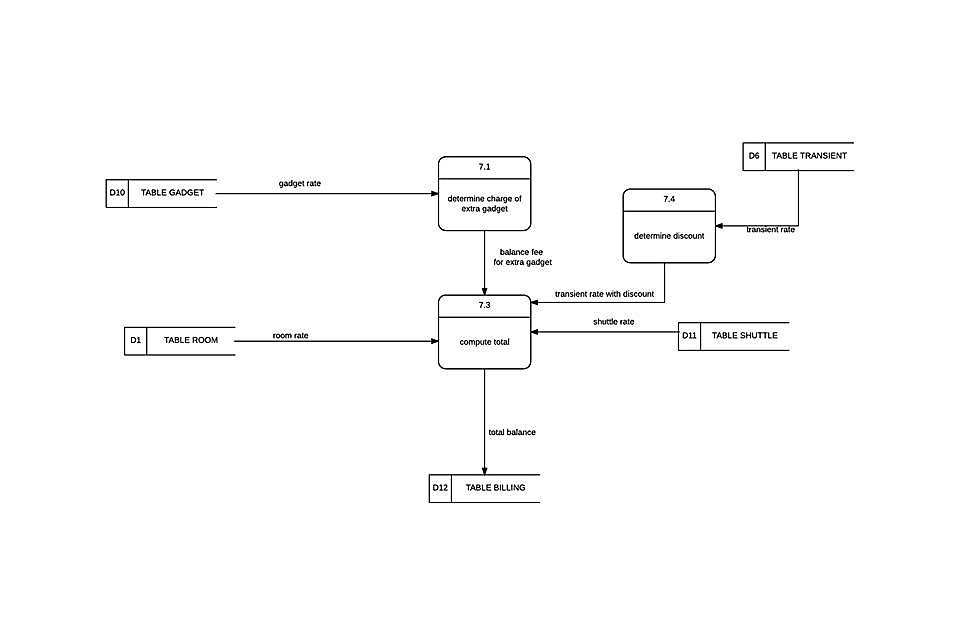 D6 TABLE TRANSIENT
7.1
7.4
gadget rate
D10 TABLE GADGET
determine charge of
extra gadget
transient rate
determine discount
balance fee
for extra gadget
transient rate with discount
7.3
shuttle rate
room rate
D11 TABLE SHUTTLE
D1 TABLE ROOM
compute total
total balance
D12 TABLE BILLING